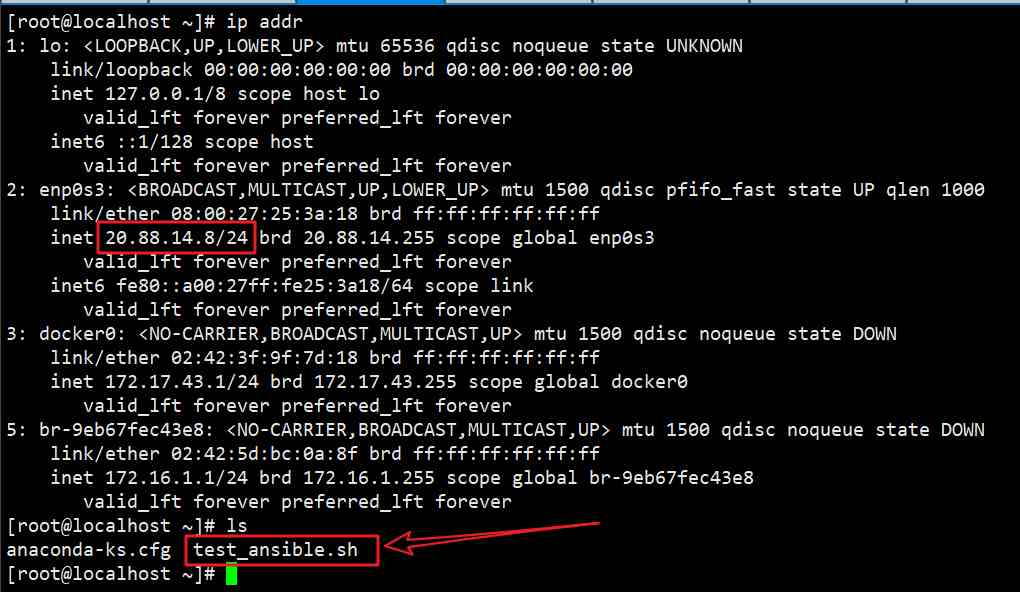 [root@localhost ~]# ip addr
1: lo: <LOOPBACK,UP,LOWER_UP> mtu 65536 qdisc noqueue state UNKNOWN
link/loopback 00:00:00:00:00:00 brd 00:00:00:00:00:00
inet 127.0.0.1/8 scope host lo
valid_lft forever preferred_lft forever
inet6 ::1/128 scope host
valid_lft forever preferred_lft forever
2: enp0s3: <BROADCAST,MULTICAST,UP,LOWER_UP> mtu 1500 qdisc pfifo_fast state UP qlen 1000
link/ether 08:00:27:25:3a:18 brd ff:ff:ff:ff:ff:ff
inet 20.88.14.8/24 brd 20.88.14.255 scope global enp0s3
valid_lft forever preferred_lft forever
inet6 fe80::a00:27ff:fe25:3a18/64 scope link
valid_lft forever preferred_lft forever
3: docker0: <NO-CARRIER,BROADCAST,MULTICAST,UP> mtu 1500 qdisc noqueue state DOWN
link/ether 02:42:3f:9f:7d:18 brd ff:ff:ff:ff:ff:ff
inet 172.17.43.1/24 brd 172.17.43.255 scope global docker0
valid_lft forever preferred_lft forever
5: br-9eb67fec43e8: <NO-CARRIER,BROADCAST,MULTICAST,UP> mtu 1500 qdisc noqueue state DOWN
link/ether 02:42:5d:bc:0a:8f brd ff:ff:ff:ff:ff:ff
inet 172.16.1.1/24 brd 172.16.1.255 scope global br-9eb67fec43e8
valid_lft forever preferred_lft forever
[root@localhost ~]# ls
anaconda-ks.cfg test_ansible.sh
[root@localhost ~]#